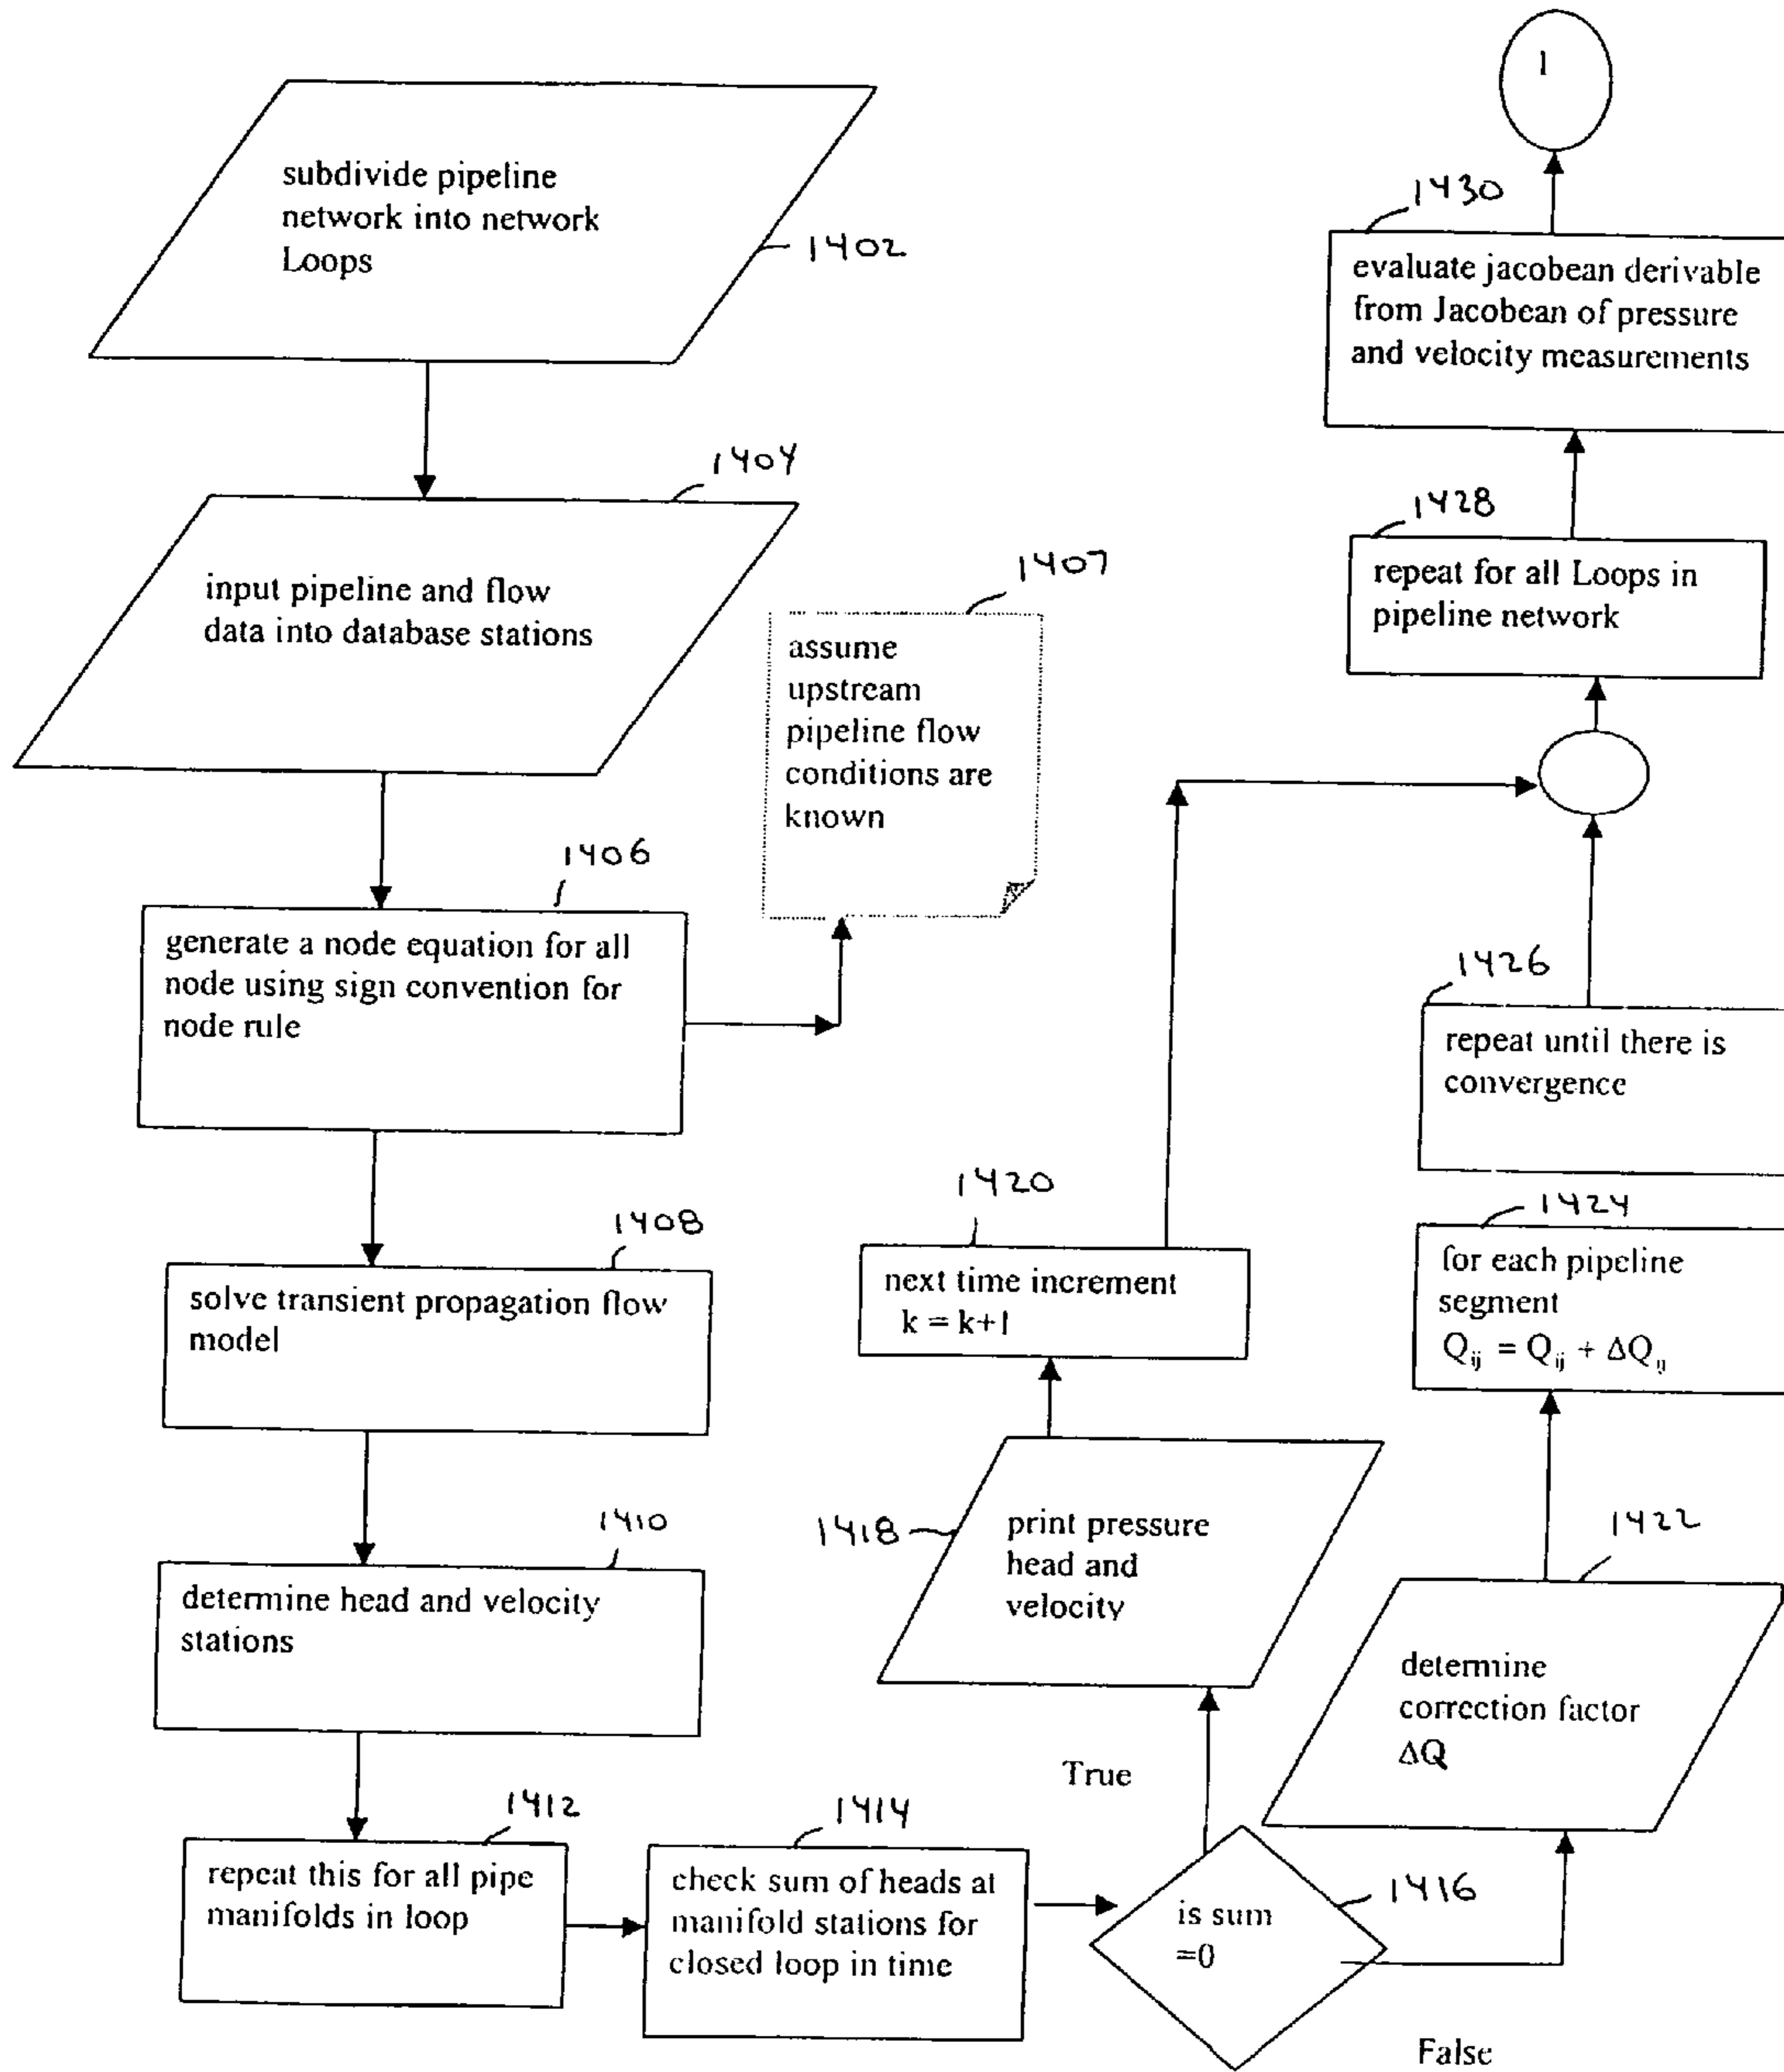 subdivide pipeline
network into network
Loops
1402
1404
input pipeline and flow
data into database stations
1407
assume
upstream
pipeline flow
conditions are
known
1406
generate a node equation for all
node using sign convention for
node rule
1408
solve transient propagation flow
model
1410
determine head and velocity
stations
1412
repeat this for all pipe
manifolds in loop
1414
check sum of heads at
manifold stations for
closed loop in time
1416
is sum
=0
True
False
1418
print pressure
head and
velocity
1420
next time increment
k = k+1
1422
determine
correction factor
ΔQ
1424
for each pipeline
segment
Qij = Qij + ΔQij
1426
repeat until there is
convergence
1428
repeat for all Loops in
pipeline network
1430
evaluate jacobean derivable
from Jacobean of pressure
and velocity measurements
1